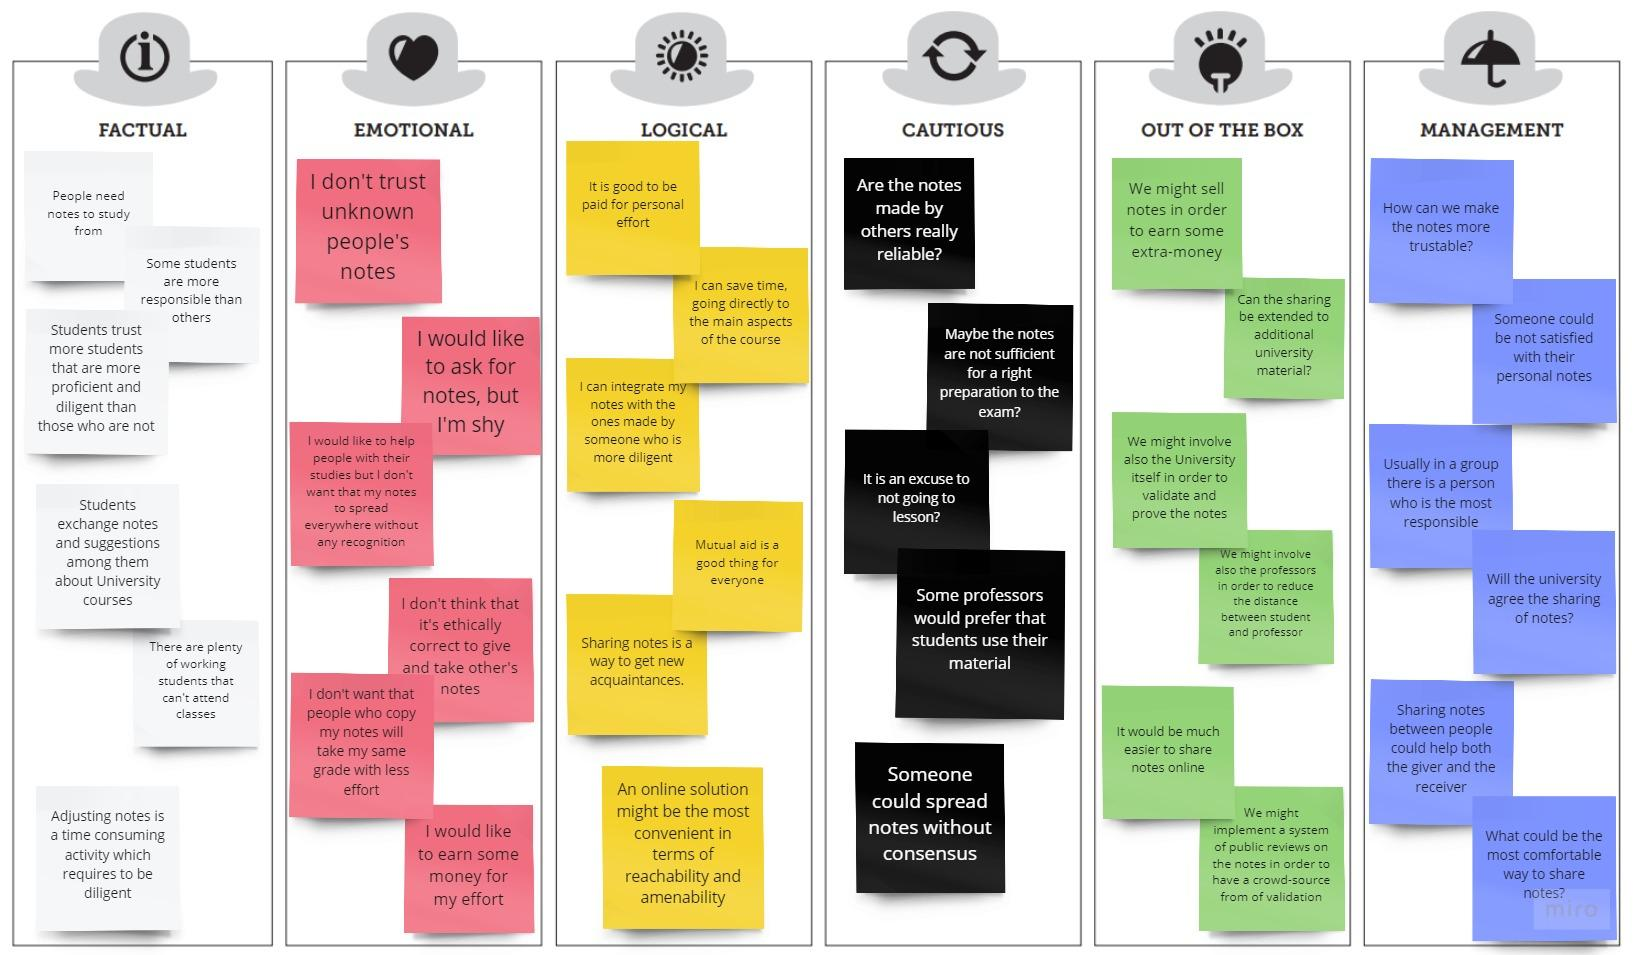 FACTUAL
People need
notes to study
from
Some students
are more
responsible than
others
Students trust
more students
that are more
proficient and
diligent than
those who are not
Students
exchange notes
and suggestions
among them
about University
courses
There are plenty
of working
students that
can't attend
classes
Adjusting notes is
a time consuming
activity which
requires to be
diligent
EMOTIONAL
I don't trust
unknown
people's
notes
I would like
to ask for
notes, but
I'm shy
I would like to help
people with their
studies but I don't
want that my notes
to spread
everywhere without
any recognition
I don't think that
it's ethically
correct to give
and take other's
notes
I don't want that
people who copy
my notes will
take my same
grade with less
effort
I would like
to earn some
money for
my effort
LOGICAL
It is good to be
paid for personal
effort
I can save time,
going directly to
the main aspects
of the course
I can integrate my
notes with the
ones made by
someone who is
more diligent
Mutual aid is a
good thing for
everyone
Sharing notes is a
way to get new
acquaintances.
An online solution
might be the most
convenient in
terms of
reachability and
amenability
CAUTIOUS
Are the notes
made by
others really
reliable?
Maybe the notes
are not sufficient
for a right
preparation to the
exam?
It is an excuse to
not going to
lesson?
Some professors
would prefer that
students use their
material
Someone
could spread
notes without
consensus
OUT OF THE BOX
We might sell
notes in order
to earn some
extra-money
Can the sharing
be extended to
additional
university
material?
We might involve
also the University
itself in order to
validate and
prove the notes
We might involve
also the professors
in order to reduce
the distance
between student
and professor
It would be much
easier to share
notes online
We might
implement a system
of public reviews on
the notes in order to
have a crowd-source
from of validation
MANAGEMENT
How can we make
the notes more
trustable?
Someone could
be not satisfied
with their
personal notes
Usually in a group
there is a person
who is the most
responsible
Will the university
agree the sharing
of notes?
Sharing notes
between people
could help both
the giver and the
receiver
What could be the
most comfortable
way to share
notes?
miro